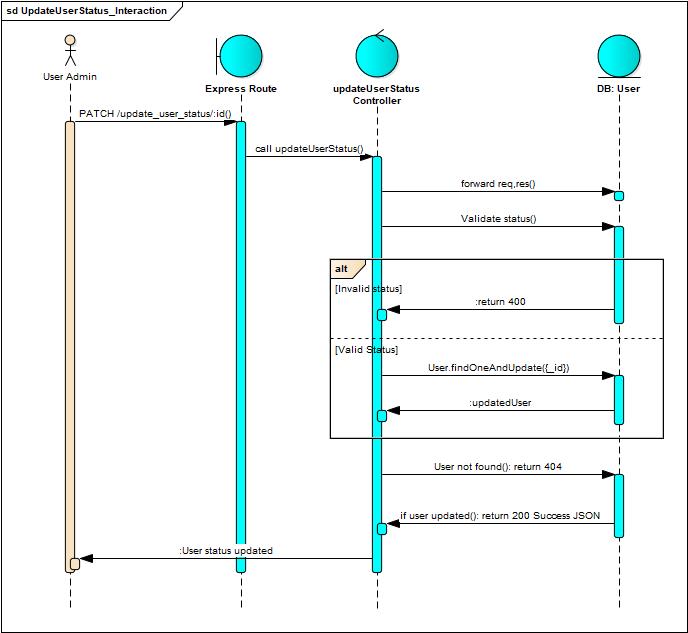 sd UpdateUserStatus_Interaction
User Admin
Express Route
updateUserStatus
Controller
DB: User
PATCH /update_user_status/:id()
call updateUserStatus()
forward req,res()
Validate status()
alt
[Invalid status]
:return 400
[Valid Status]
User.findOneAndUpdate({_id})
:updatedUser
User not found(): return 404
if user updated(): return 200 Success JSON
:User status updated